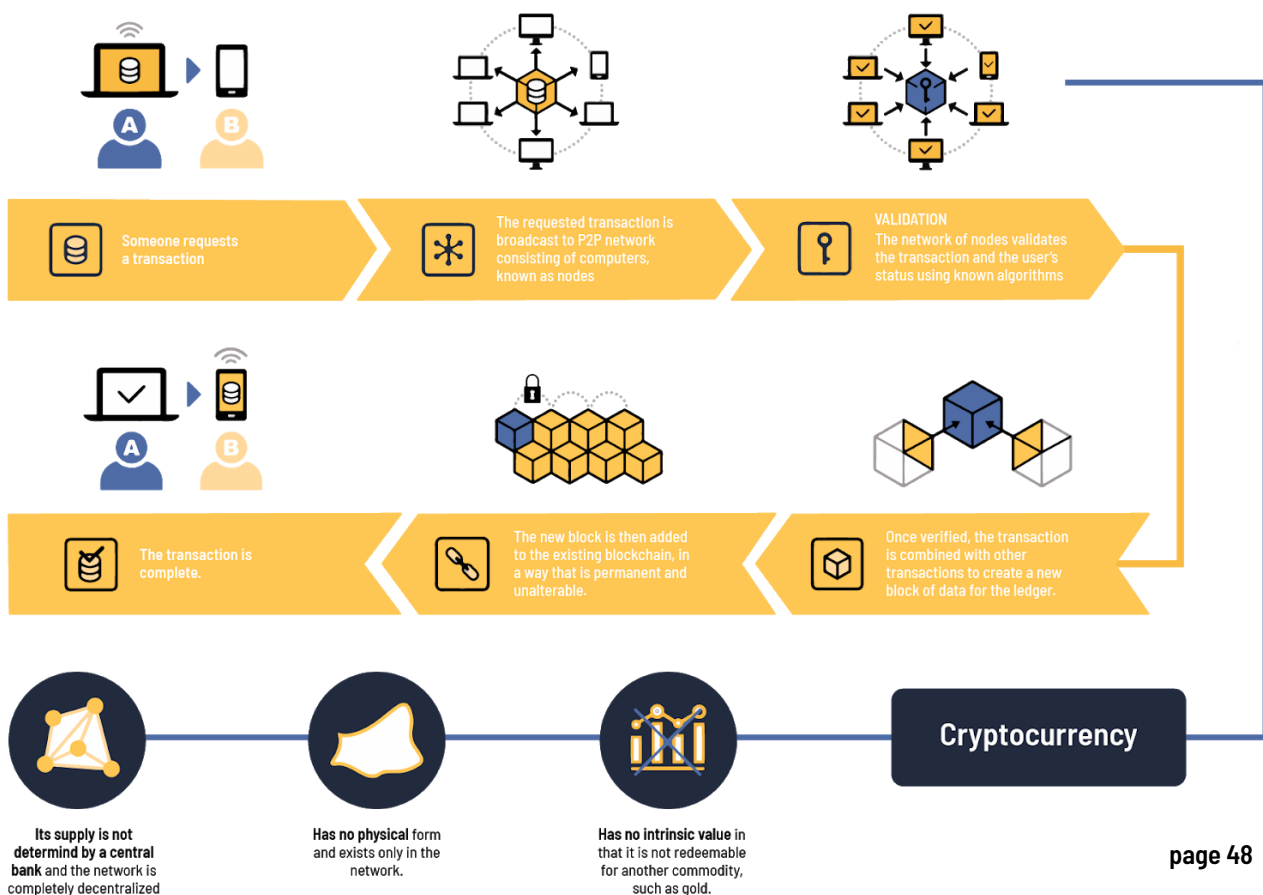 A
B
Someone requests
a transaction
The requested transaction is
broadcast to P2P network
consisting of computers,
known as nodes
VALIDATION
The network of nodes validates
the transaction and the user's
status using known algorithms
A
B
The transaction is
complete.
The new block is then added
to the existing blockchain, in
a way that is permanent and
unalterable.
Once verified, the transaction
is combined with other
transactions to create a new
block of data for the ledger.
Cryptocurrency
Its supply is not
determind by a central
bank and the network is
completely decentralized
Has no physical form
and exists only in the
network.
Has no intrinsic value in
that it is not redeemable
for another commodity,
such as gold.
page 48